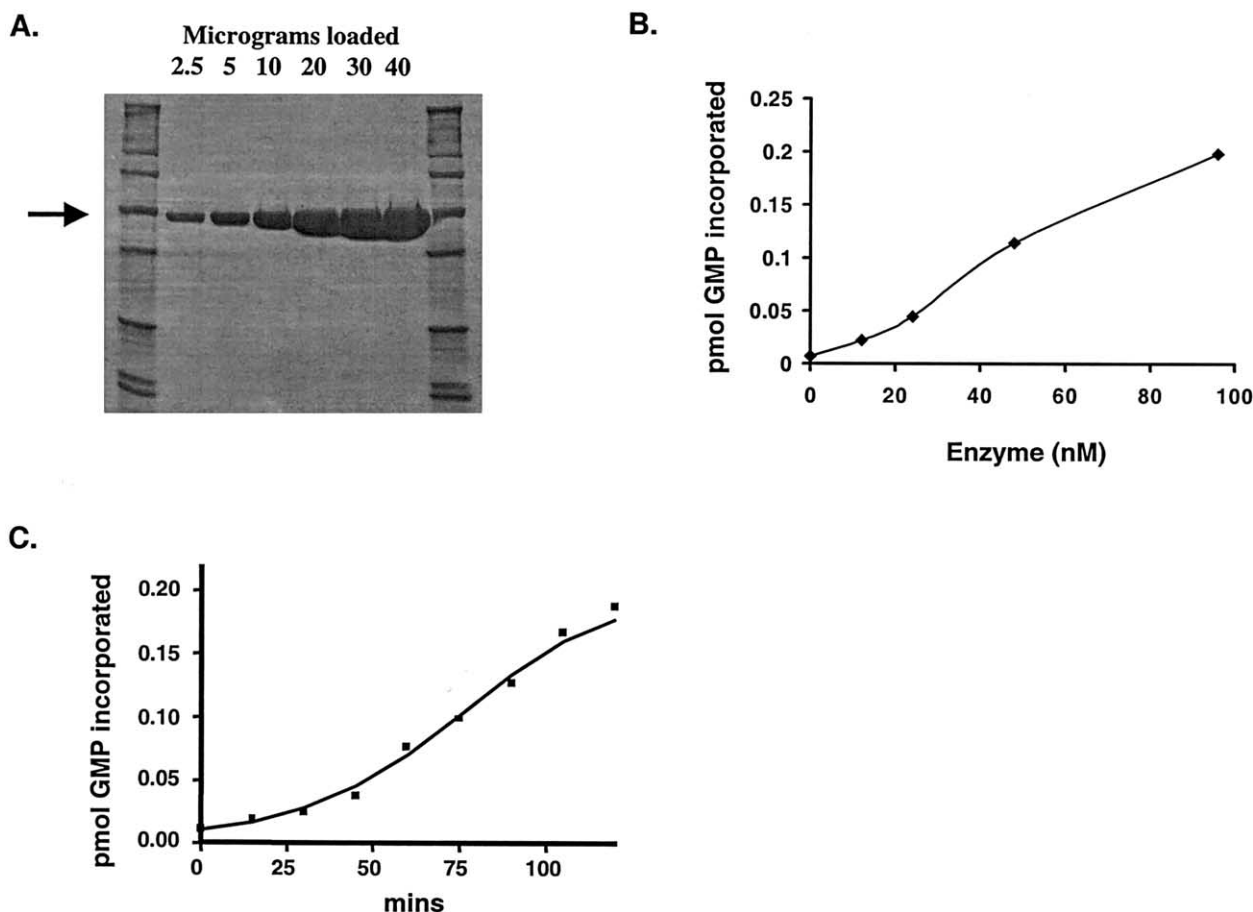 A.
Micrograms loaded
2.5 5 10 20 30 40
B.
pmol GMP incorporated
0.25
0.2
0.15
0.1
0.05
0
0 20 40 60 80 100
Enzyme (nM)
C.
pmol GMP incorporated
0.20
0.15
0.10
0.05
0.00
0 25 50 75 100
mins